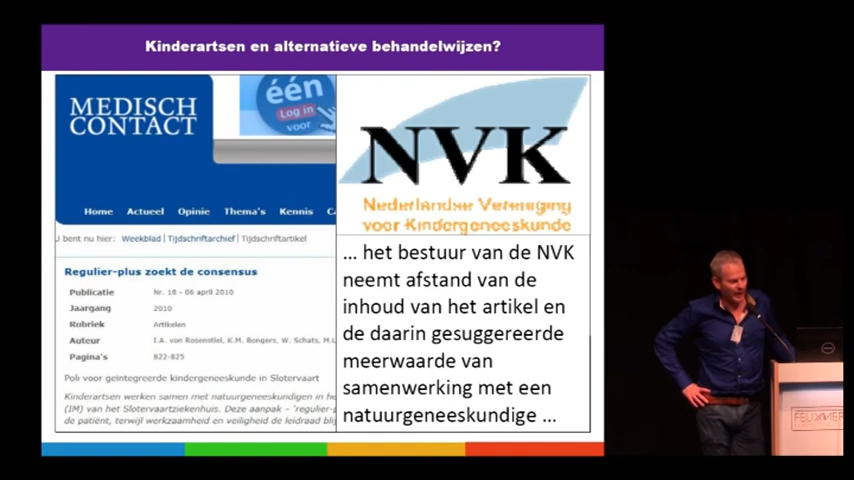 Kinderartsen en alternatieve behandelwijzen?
MEDISCH
CONTACT
één
Log in
voor
Home Actueel Opinie Thema's Kennis
U bent nu hier: Weekblad | Tijdschriftarchief | Tijdschriftartikel
Regulier-plus zoekt de consensus
Publicatie Nr. 18 - 06 april 2010
Jaargang 2010
Rubriek Artikelen
Auteur I.A. von Rosenstiel, K.M. Bongers, W. Schats, M.L
Pagina's 822-825
Poli voor geïntegreerde kindergeneeskunde in Slotervaart
Kinderartsen werken samen met natuurgeneeskundigen in h
(IM) van het Slotervaartziekenhuis. Deze aanpak – 'regulier-p
de patiënt, terwijl werkzaamheid en veiligheid de leidraad blij
NVK
Nederlandse Vereniging
voor Kindergeneeskunde
... het bestuur van de NVK
neemt afstand van de
inhoud van het artikel en
de daarin gesuggereerde
meerwaarde van
samenwerking met een
natuurgeneeskundige ...